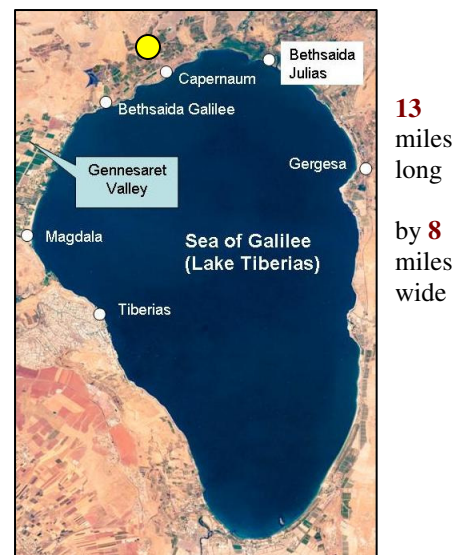 Bethsaida
Julias
Capernaum
Bethsaida Galilee
13
miles
long
Gennesaret
Valley
Gergesa
by 8
miles
wide
Magdala
Sea of Galilee
(Lake Tiberias)
Tiberias